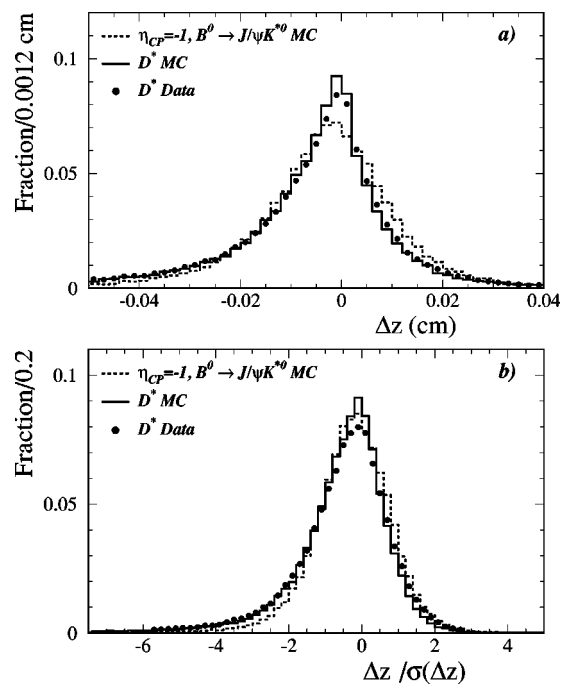 η_CP=-1, B⁰ → J/ψK*⁰ MC
a)
D* MC
D* Data
Fraction/0.0012 cm
0.1
0.05
0
-0.04
-0.02
0
0.02
0.04
Δz (cm)
η_CP=-1, B⁰ → J/ψK*⁰ MC
b)
D* MC
D* Data
Fraction/0.2
0.1
0.05
0
-6
-4
-2
0
2
4
Δz /σ(Δz)